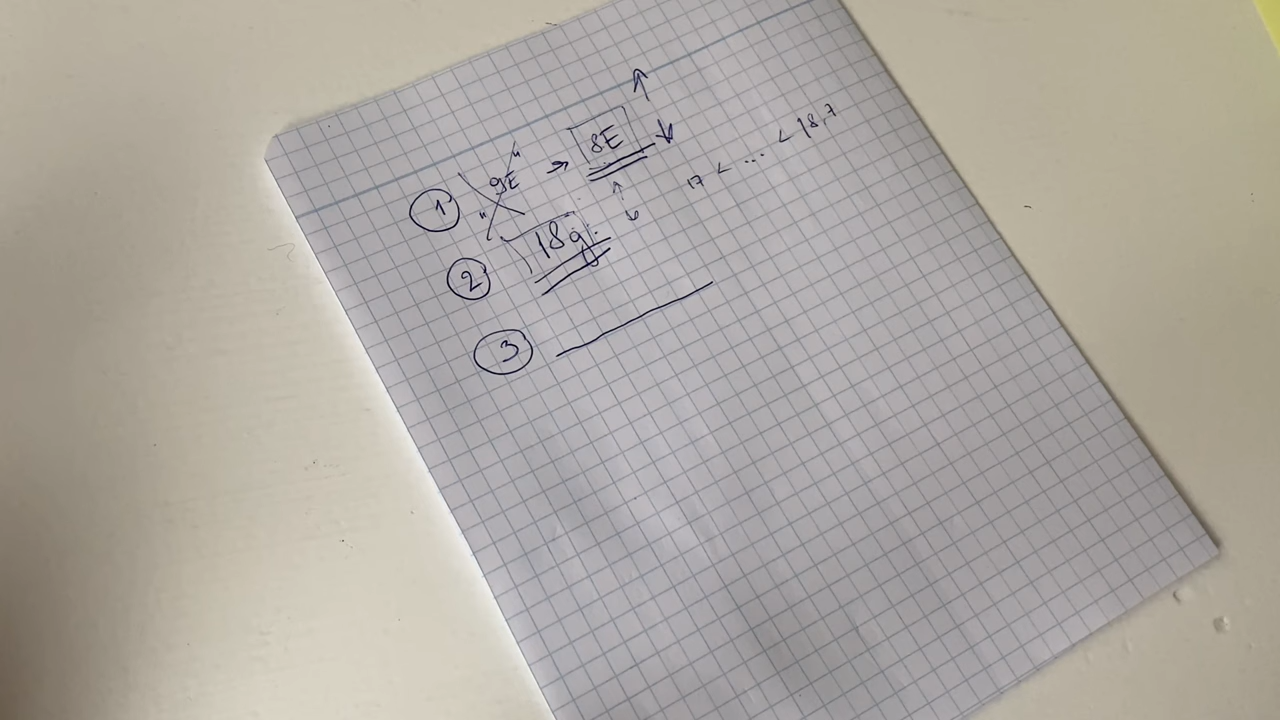 ① "9E" → 8E ↑ ↓
17 < ... < 18,7
② 18g. ↑ ↓
③